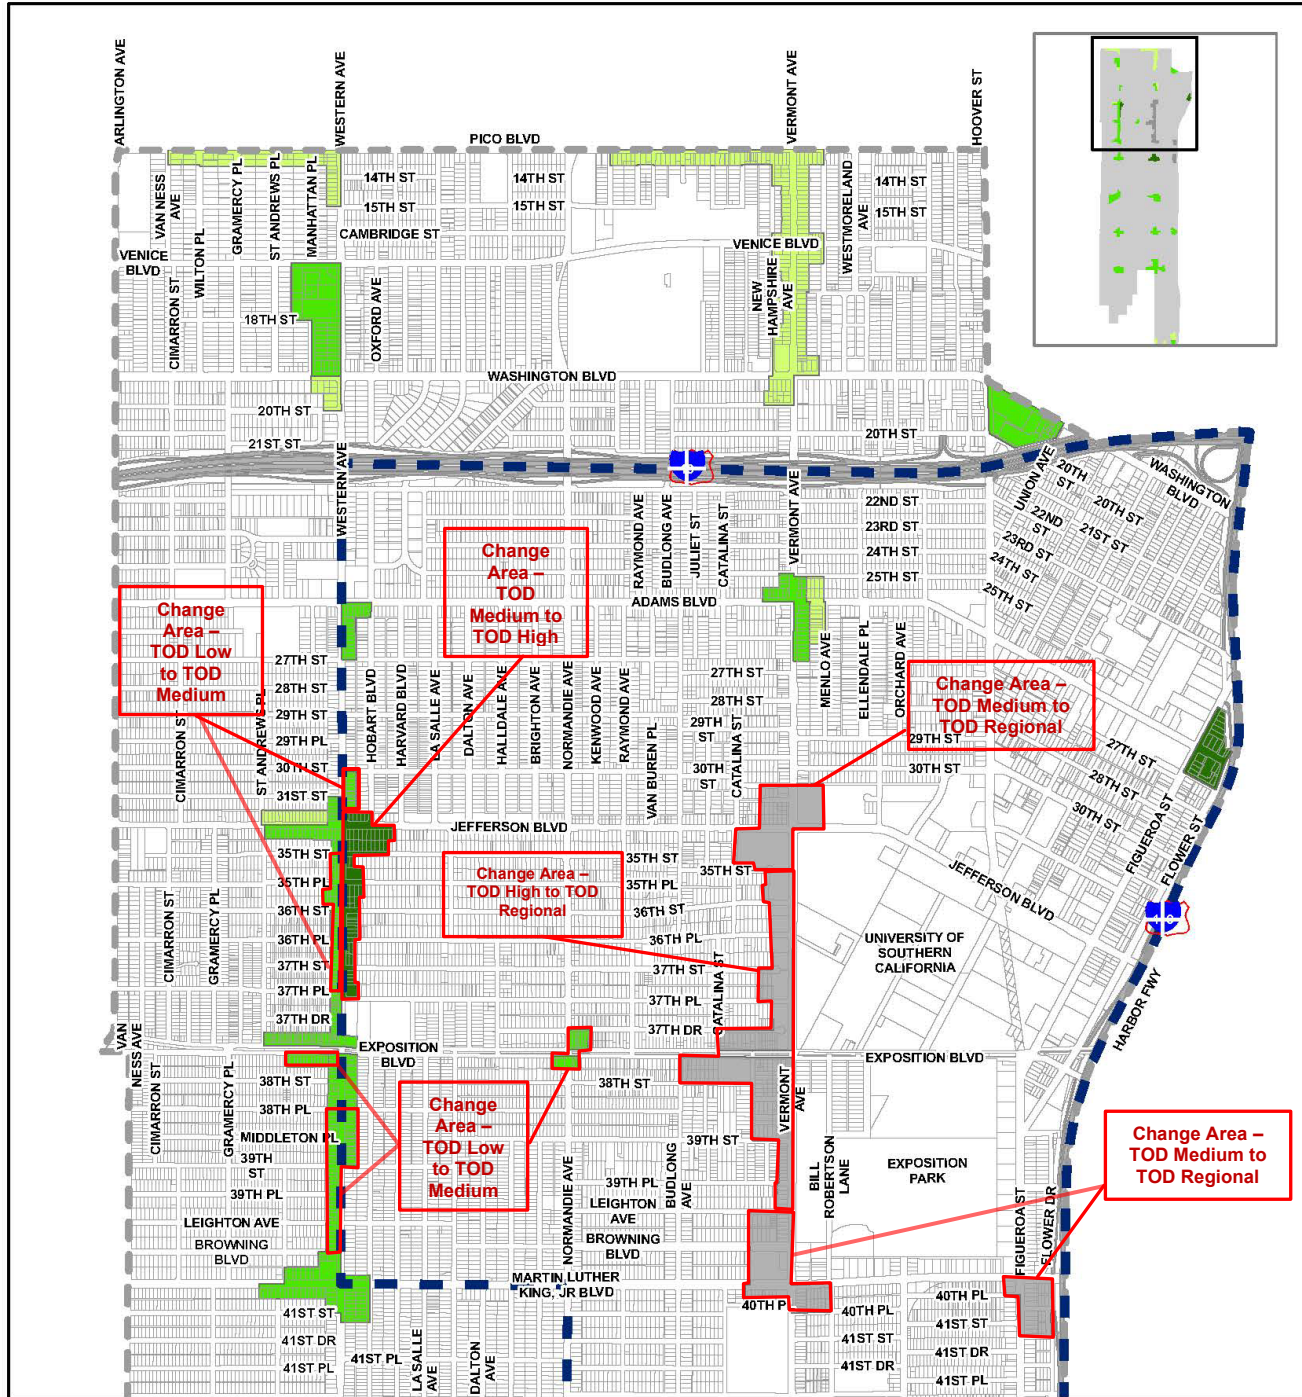 ARLINGTON AVE
WESTERN AVE
VERMONT AVE
HOOVER ST
PICO BLVD
VAN NESS
AVE
WILTON PL
GRAMERCY PL
ST ANDREWS PL
MANHATTAN PL
14TH ST
14TH ST
14TH ST
15TH ST
15TH ST
15TH ST
CAMBRIDGE ST
WESTMORELAND
AVE
VENICE
BLVD
VENICE BLVD
CIMARRON ST
18TH ST
OXFORD AVE
NEW
HAMPSHIRE
AVE
WASHINGTON BLVD
20TH ST
21ST ST
20TH ST
WESTERN AVE
VERMONT AVE
UNION AVE
20TH
ST
WASHINGTON
BLVD
20TH ST
21ST ST
22ND
ST
23RD ST
24TH ST
25TH ST
22ND ST
23RD ST
24TH ST
25TH ST
RAYMOND AVE
BUDLONG AVE
JULIET ST
CATALINA ST
ADAMS BLVD
Change
Area –
TOD
Medium to
TOD High
Change
Area –
TOD Low
to TOD
Medium
27TH ST
28TH ST
29TH ST
29TH PL
30TH ST
31ST ST
CIMARRON ST
ST ANDREWS PL
HOBART BLVD
HARVARD BLVD
LA SALLE AVE
DALTON AVE
HALLDALE AVE
BRIGHTON AVE
NORMANDIE AVE
KENWOOD AVE
RAYMOND AVE
VAN BUREN PL
27TH ST
28TH ST
29TH
ST
30TH
ST
CATALINA ST
MENLO AVE
ELLENDALE PL
ORCHARD AVE
Change Area –
TOD Medium to
TOD Regional
29TH ST
30TH ST
27TH ST
28TH ST
30TH ST
FIGUEROA ST
FLOWER ST
JEFFERSON BLVD
JEFFERSON BLVD
35TH ST
35TH PL
36TH ST
36TH PL
37TH ST
37TH PL
37TH DR
CIMARRON ST
GRAMERCY PL
Change Area –
TOD High to TOD
Regional
35TH ST
35TH ST
35TH PL
36TH ST
36TH PL
37TH ST
37TH PL
37TH DR
CATALINA ST
UNIVERSITY OF
SOUTHERN
CALIFORNIA
HARBOR FWY
VAN
NESS AVE
EXPOSITION
BLVD
EXPOSITION BLVD
CIMARRON ST
GRAMERCY PL
38TH ST
38TH PL
MIDDLETON PL
39TH
ST
39TH PL
LEIGHTON AVE
BROWNING
BLVD
Change
Area –
TOD Low
to TOD
Medium
38TH ST
39TH ST
39TH PL
LEIGHTON
AVE
BROWNING
BLVD
NORMANDIE AVE
BUDLONG
AVE
VERMONT
AVE
BILL
ROBERTSON
LANE
EXPOSITION
PARK
Change Area –
TOD Medium to
TOD Regional
FIGUEROA ST
FLOWER DR
MARTIN LUTHER
KING, JR BLVD
41ST ST
41ST DR
41ST PL
41ST PL
LA SALLE
AVE
DALTON
AVE
40TH P
40TH PL
41ST ST
41ST DR
40TH PL
41ST ST
41ST DR
41ST PL